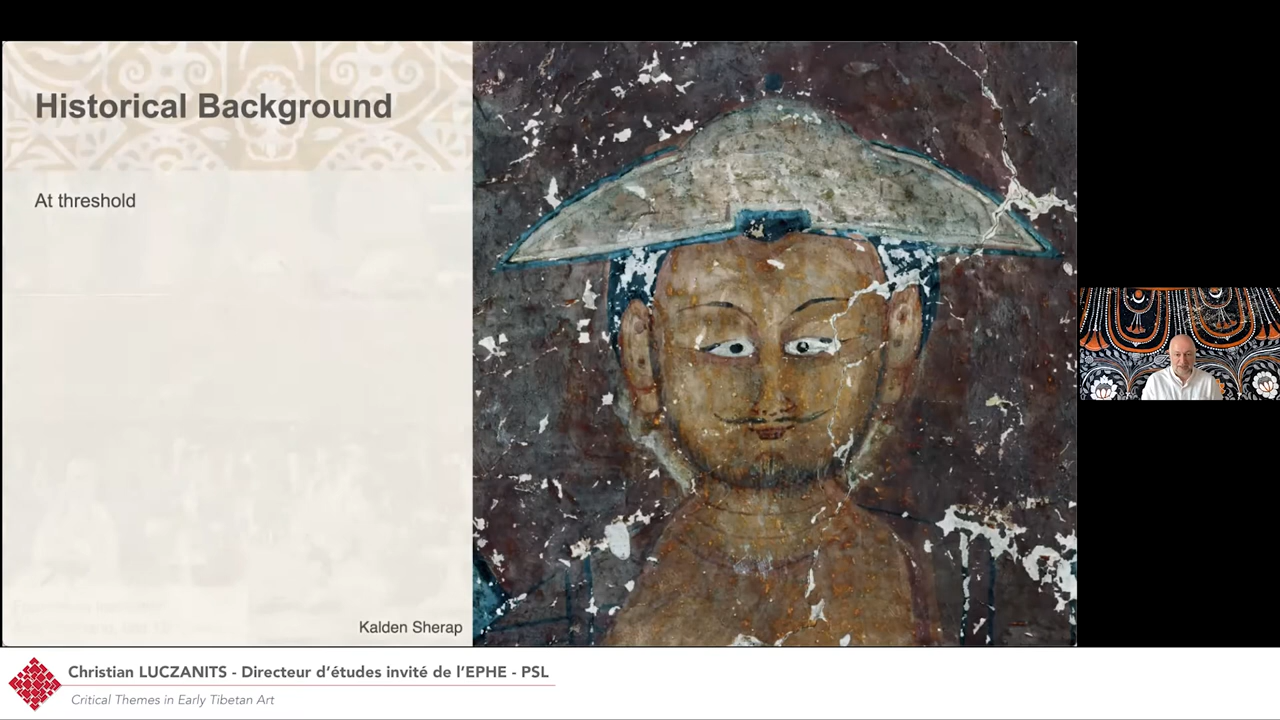 Historical Background
At threshold
Kalden Sherap
Christian LUCZANITS - Directeur d'études invité de l'EPHE - PSL
Critical Themes in Early Tibetan Art